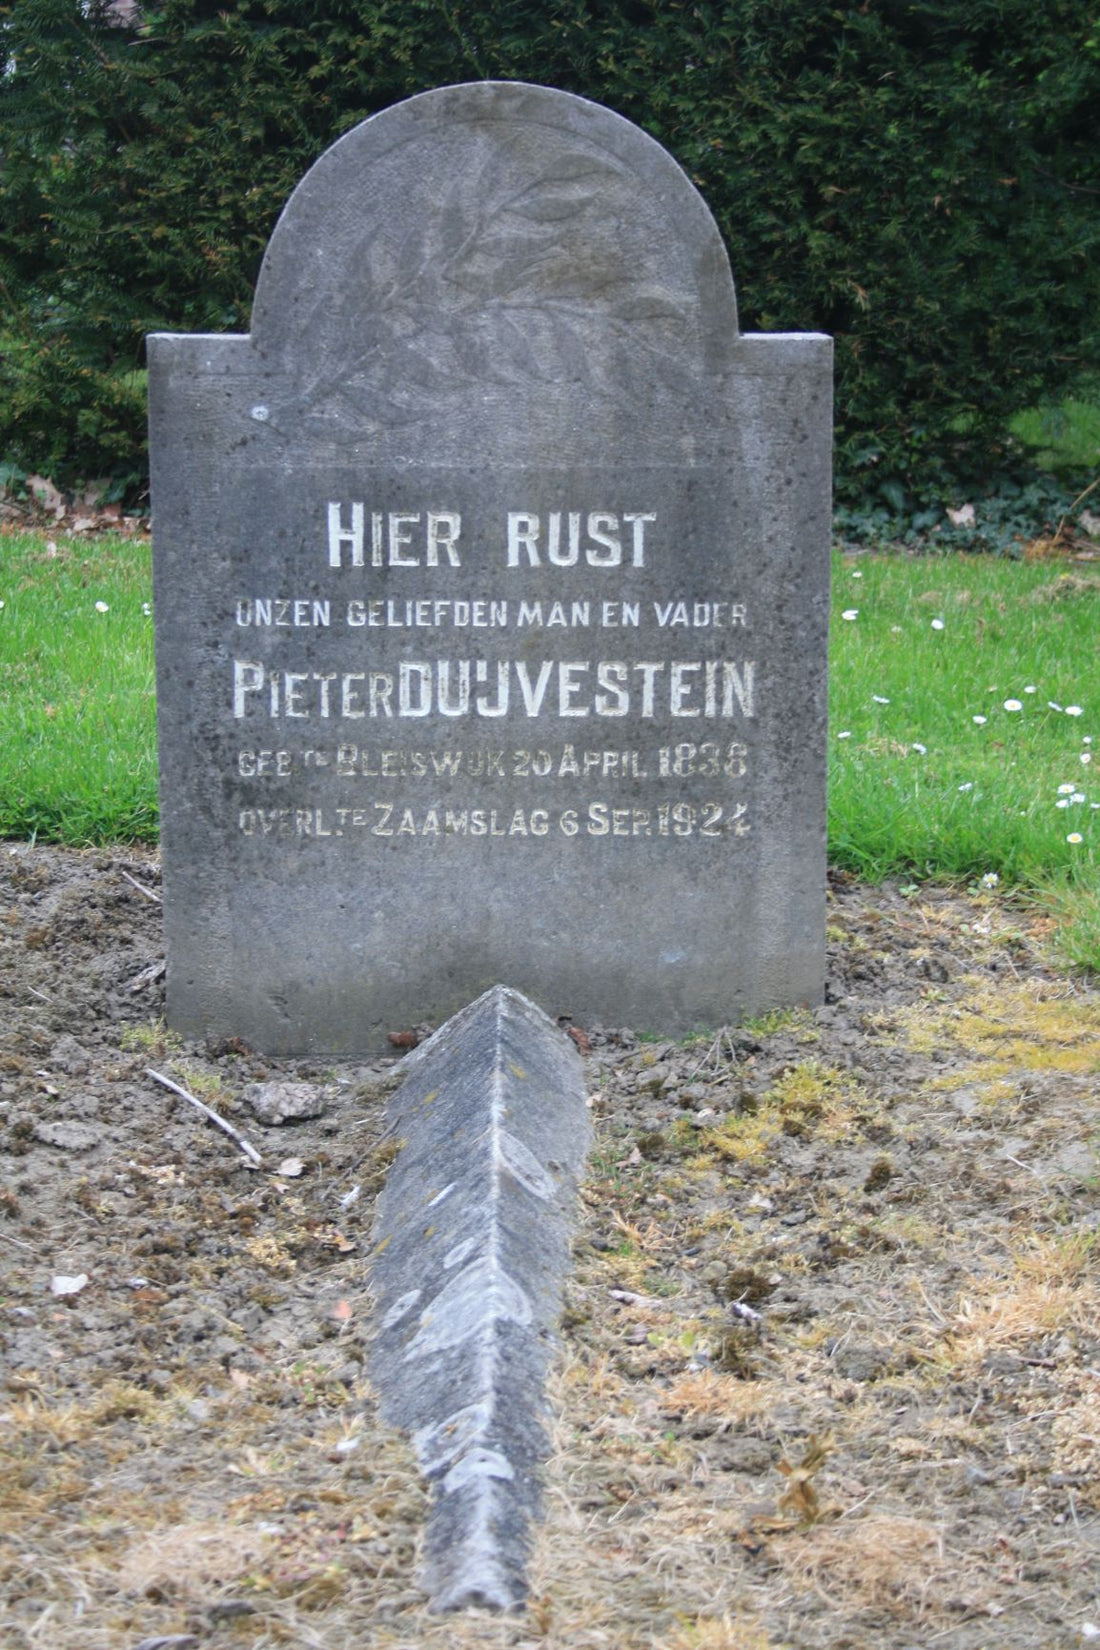 HIER RUST
ONZEN GELIEFDEN MAN EN VADER
PIETER DUIJVESTEIN
GEB. TE BLEISWIJK 20 APRIL 1838
OVERL. TE ZAAMSLAG 6 SEP. 1924